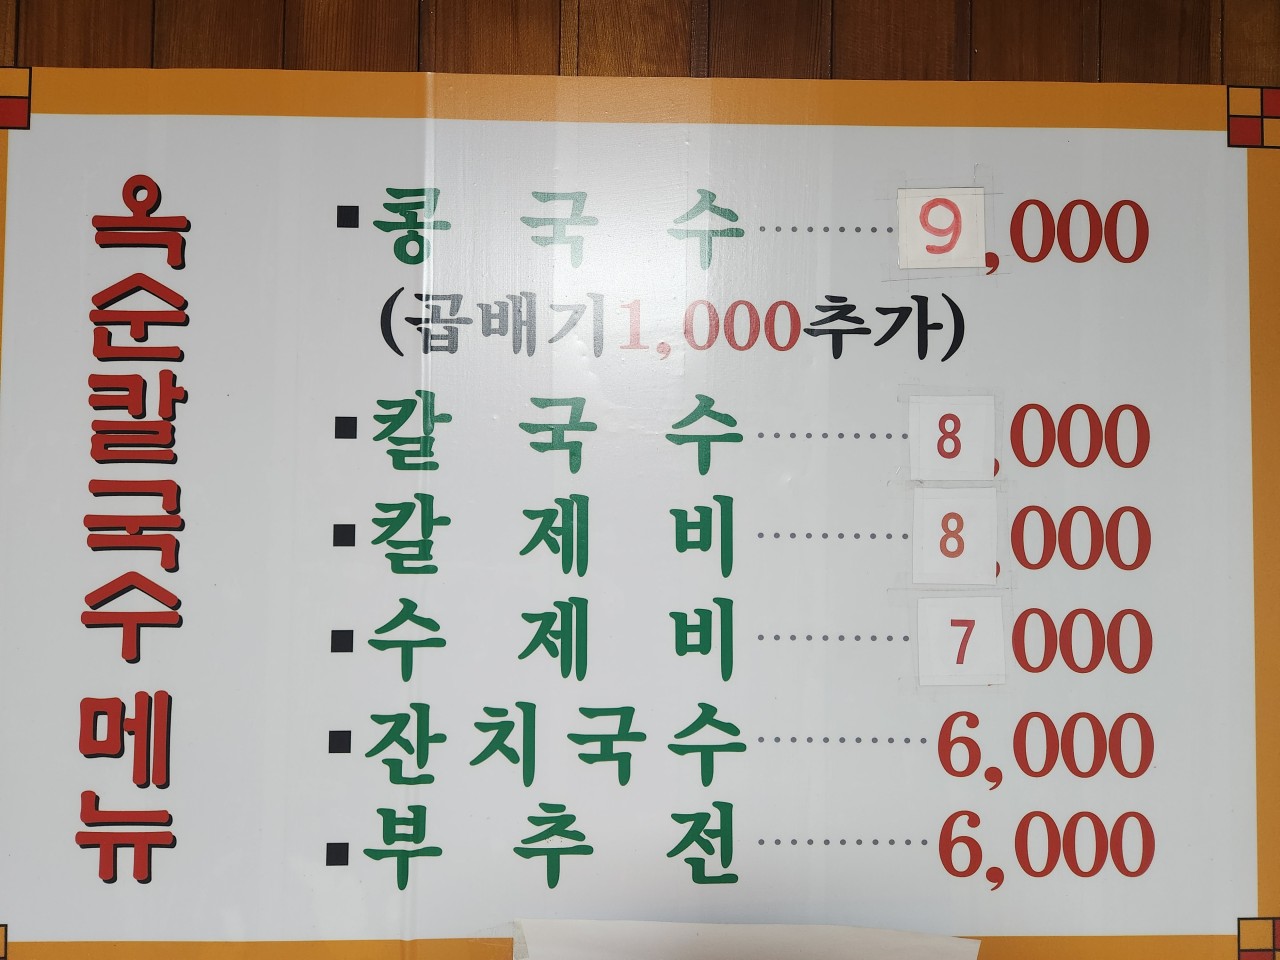 옥순칼국수 메뉴
▪콩 국 수·········9,000
(곱배기1,000추가)
▪칼 국 수·········8,000
▪칼 제 비·········8,000
▪수 제 비·········7 000
▪잔치국수·········6,000
▪부 추 전·········6,000